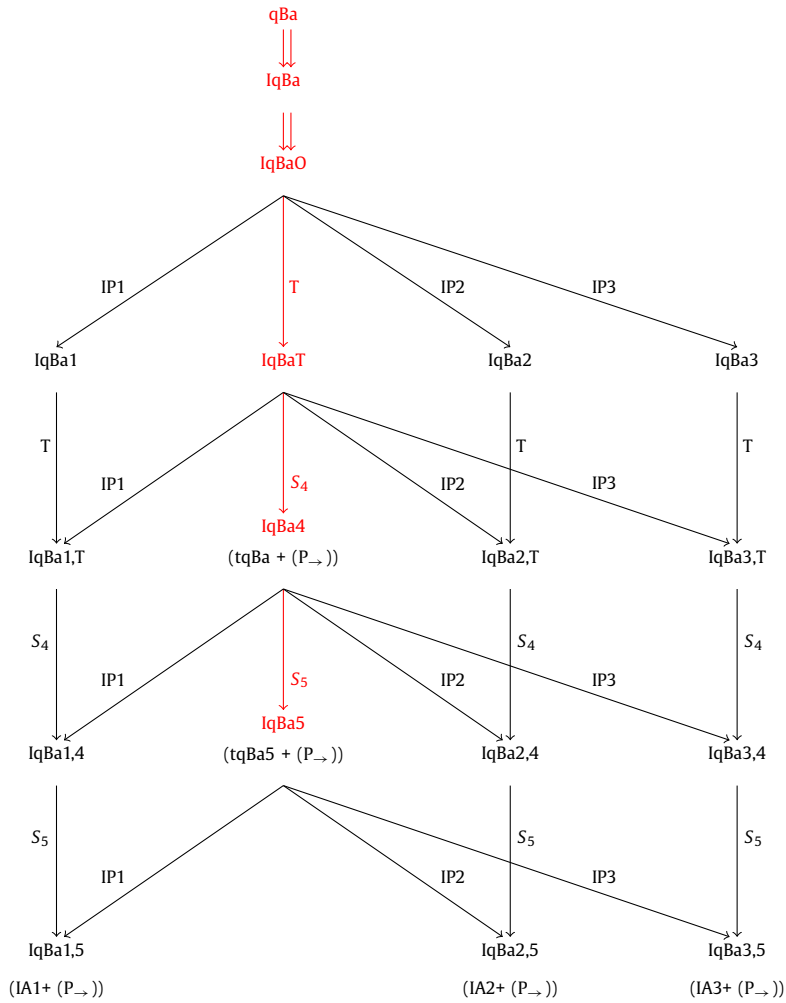 qBa
IqBa
IqBaO
IP1 T IP2 IP3
IqBa1 IqBaT IqBa2 IqBa3
T T T
IP1 S₄ IP2 IP3
IqBa4
IqBa1,T (tqBa + (P→)) IqBa2,T IqBa3,T
S₄ S₄ S₄
IP1 S₅ IP2 IP3
IqBa5
IqBa1,4 (tqBa5 + (P→)) IqBa2,4 IqBa3,4
S₅ S₅ S₅
IP1 IP2 IP3
IqBa1,5 IqBa2,5 IqBa3,5
(IA1+ (P→)) (IA2+ (P→)) (IA3+ (P→))